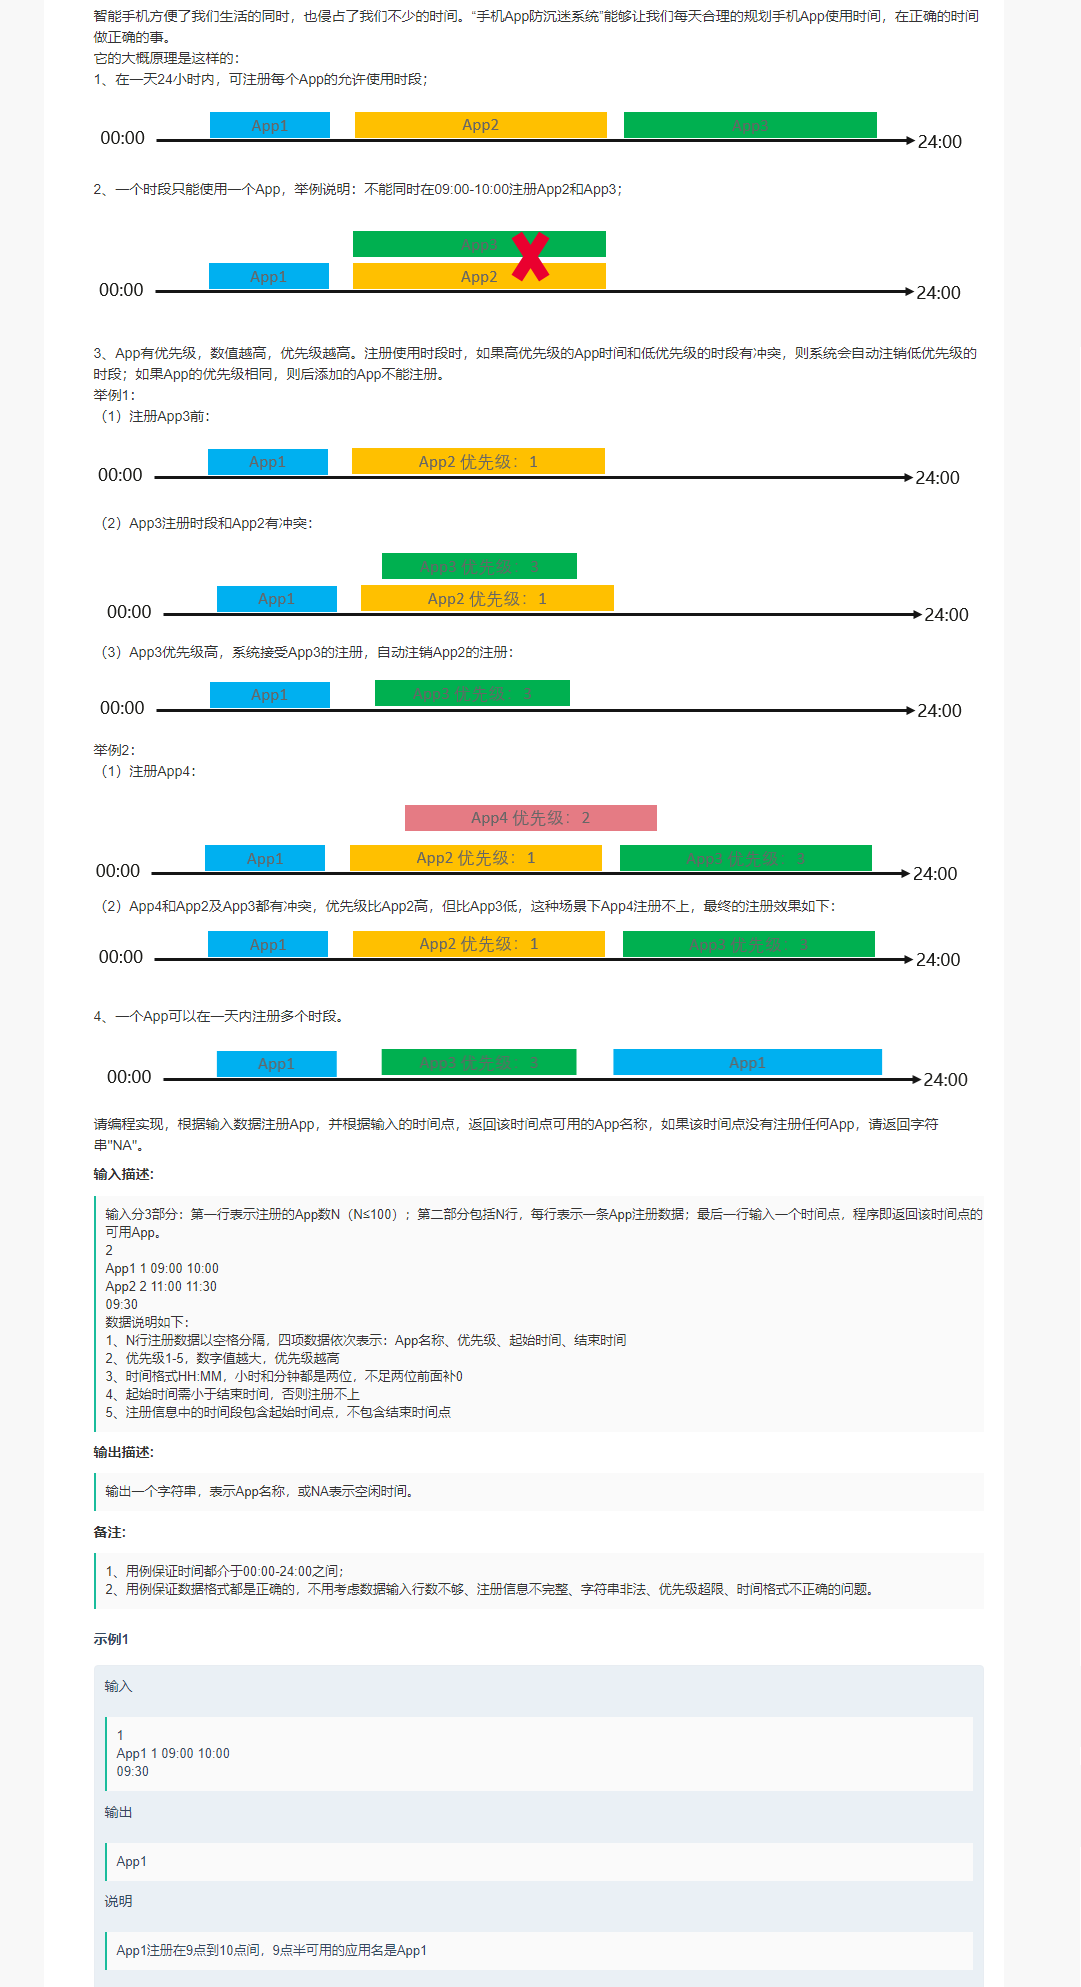 智能手机方便了我们生活的同时，也侵占了我们不少的时间。“手机App防沉迷系统”能够让我们每天合理的规划手机App使用时间，在正确的时间
做正确的事。
它的大概原理是这样的：
1、在一天24小时内，可注册每个App的允许使用时段；
App1 App2 App3
00:00 24:00
2、一个时段只能使用一个App，举例说明：不能同时在09:00-10:00注册App2和App3；
App3
App1 App2
00:00 24:00
3、App有优先级，数值越高，优先级越高。注册使用时段时，如果高优先级的App时间和低优先级的时段有冲突，则系统会自动注销低优先级的
时段；如果App的优先级相同，则后添加的App不能注册。
举例1：
（1）注册App3前：
App1 App2 优先级：1
00:00 24:00
（2）App3注册时段和App2有冲突：
App3 优先级：3
App1 App2 优先级：1
00:00 24:00
（3）App3优先级高，系统接受App3的注册，自动注销App2的注册：
App1 App3 优先级：3
00:00 24:00
举例2：
（1）注册App4：
App4 优先级：2
App1 App2 优先级：1 App3 优先级：3
00:00 24:00
（2）App4和App2及App3都有冲突，优先级比App2高，但比App3低，这种场景下App4注册不上，最终的注册效果如下：
App1 App2 优先级：1 App3 优先级：3
00:00 24:00
4、一个App可以在一天内注册多个时段。
App1 App3 优先级：3 App1
00:00 24:00
请编程实现，根据输入数据注册App，并根据输入的时间点，返回该时间点可用的App名称，如果该时间点没有注册任何App，请返回字符
串"NA"。
输入描述:
输入分3部分：第一行表示注册的App数N（N≤100）；第二部分包括N行，每行表示一条App注册数据；最后一行输入一个时间点，程序即返回该时间点的
可用App。
2
App1 1 09:00 10:00
App2 2 11:00 11:30
09:30
数据说明如下：
1、N行注册数据以空格分隔，四项数据依次表示：App名称、优先级、起始时间、结束时间
2、优先级1-5，数字值越大，优先级越高
3、时间格式HH:MM，小时和分钟都是两位，不足两位前面补0
4、起始时间需小于结束时间，否则注册不上
5、注册信息中的时间段包含起始时间点，不包含结束时间点
输出描述:
输出一个字符串，表示App名称，或NA表示空闲时间。
备注:
1、用例保证时间都介于00:00-24:00之间；
2、用例保证数据格式都是正确的，不用考虑数据输入行数不够、注册信息不完整、字符串非法、优先级超限、时间格式不正确的问题。
示例1
输入
1
App1 1 09:00 10:00
09:30
输出
App1
说明
App1注册在9点到10点间，9点半可用的应用名是App1